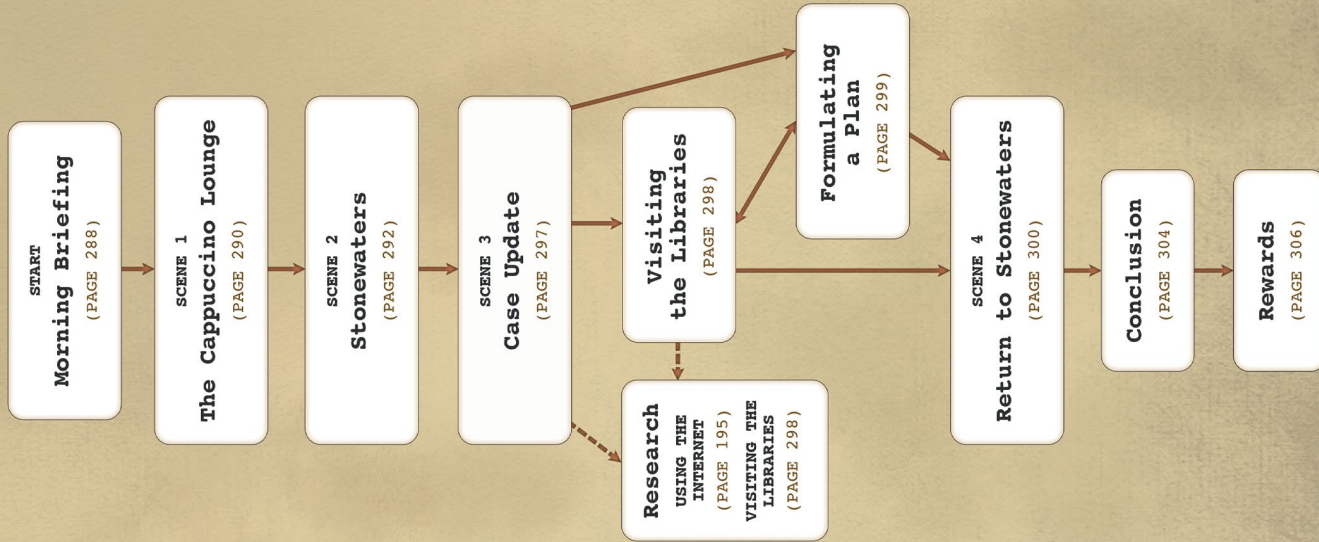 START
Morning Briefing
(PAGE 288)
SCENE 1
The Cappuccino Lounge
(PAGE 290)
SCENE 2
Stonewaters
(PAGE 292)
SCENE 3
Case Update
(PAGE 297)
Research
USING THE
INTERNET
(PAGE 195)
VISITING THE
LIBRARIES
(PAGE 298)
Visiting
the Libraries
(PAGE 298)
Formulating
a Plan
(PAGE 299)
SCENE 4
Return to Stonewaters
(PAGE 300)
Conclusion
(PAGE 304)
Rewards
(PAGE 306)